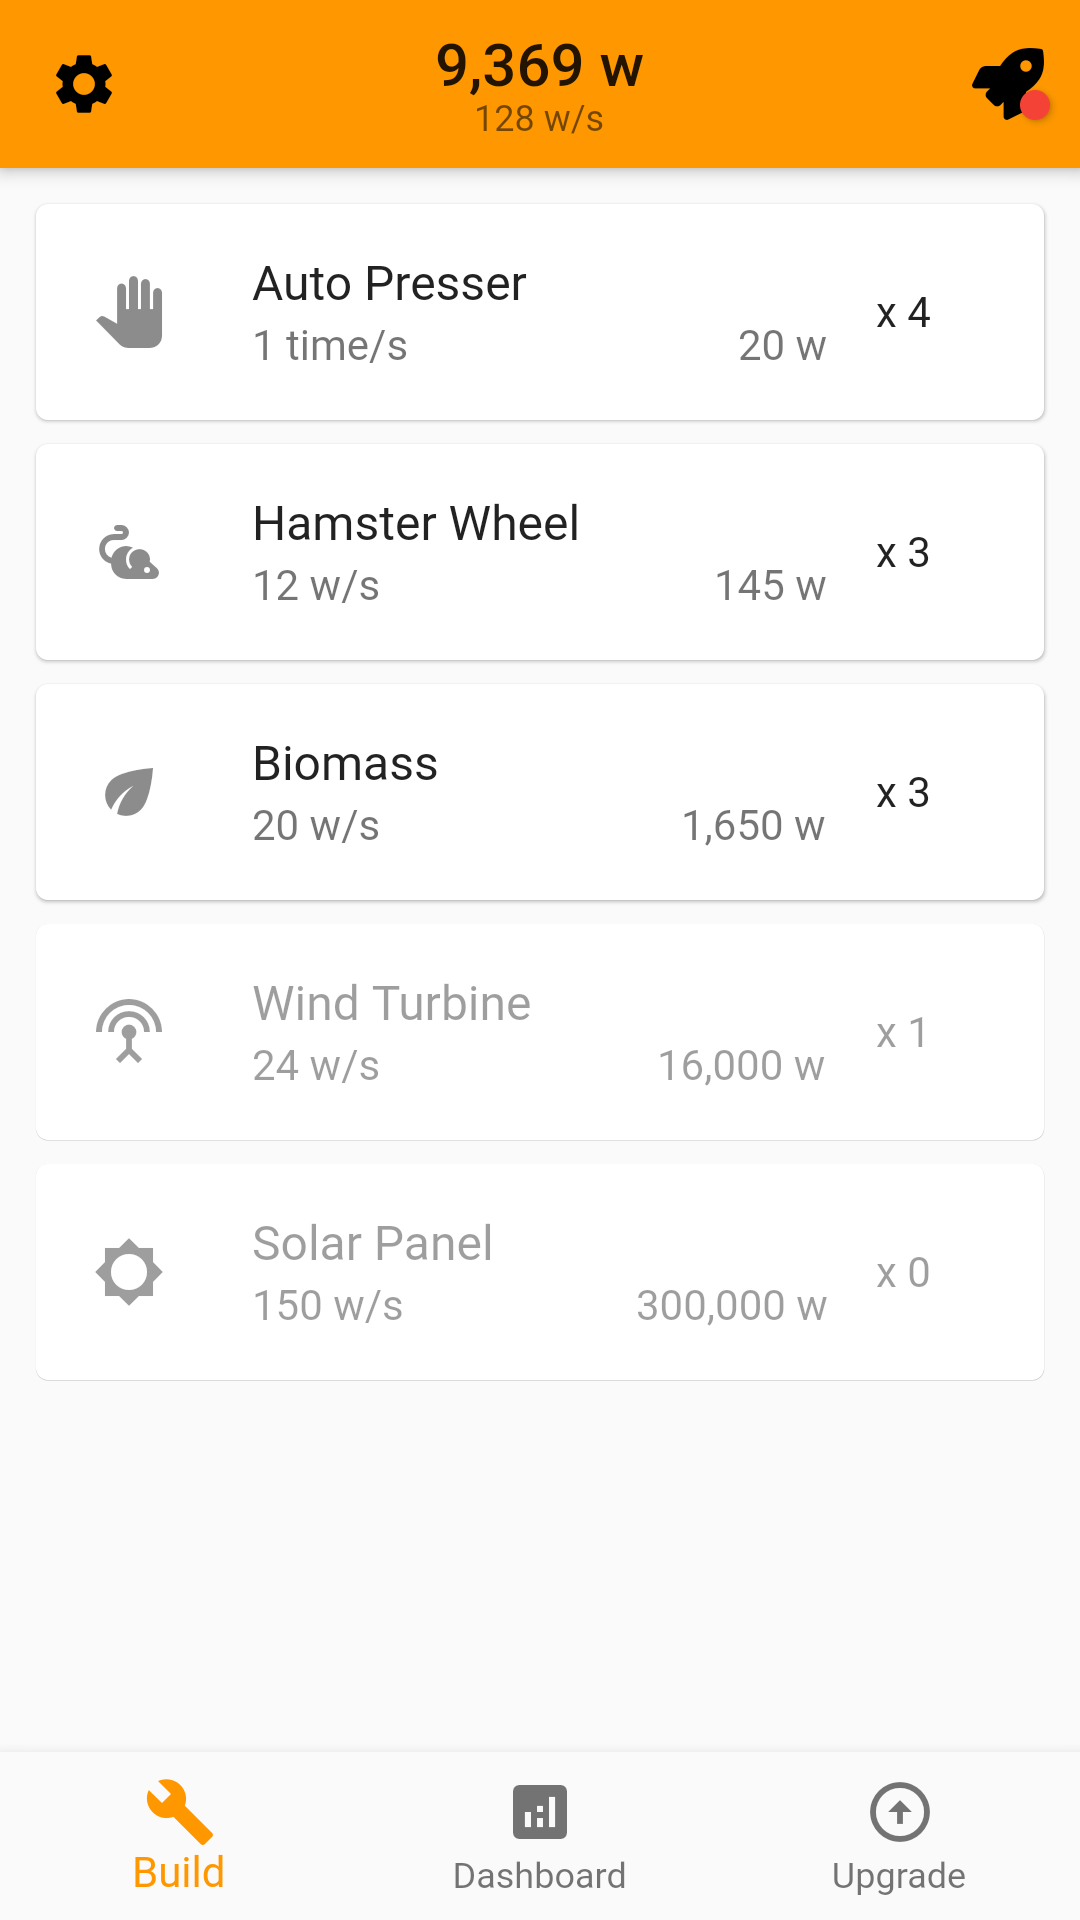 9,369 w
128 w/s
Auto Presser
1 time/s 20 w x 4
Hamster Wheel
12 w/s 145 w x 3
Biomass
20 w/s 1,650 w x 3
Wind Turbine
24 w/s 16,000 w x 1
Solar Panel
150 w/s 300,000 w x 0
Build Dashboard Upgrade